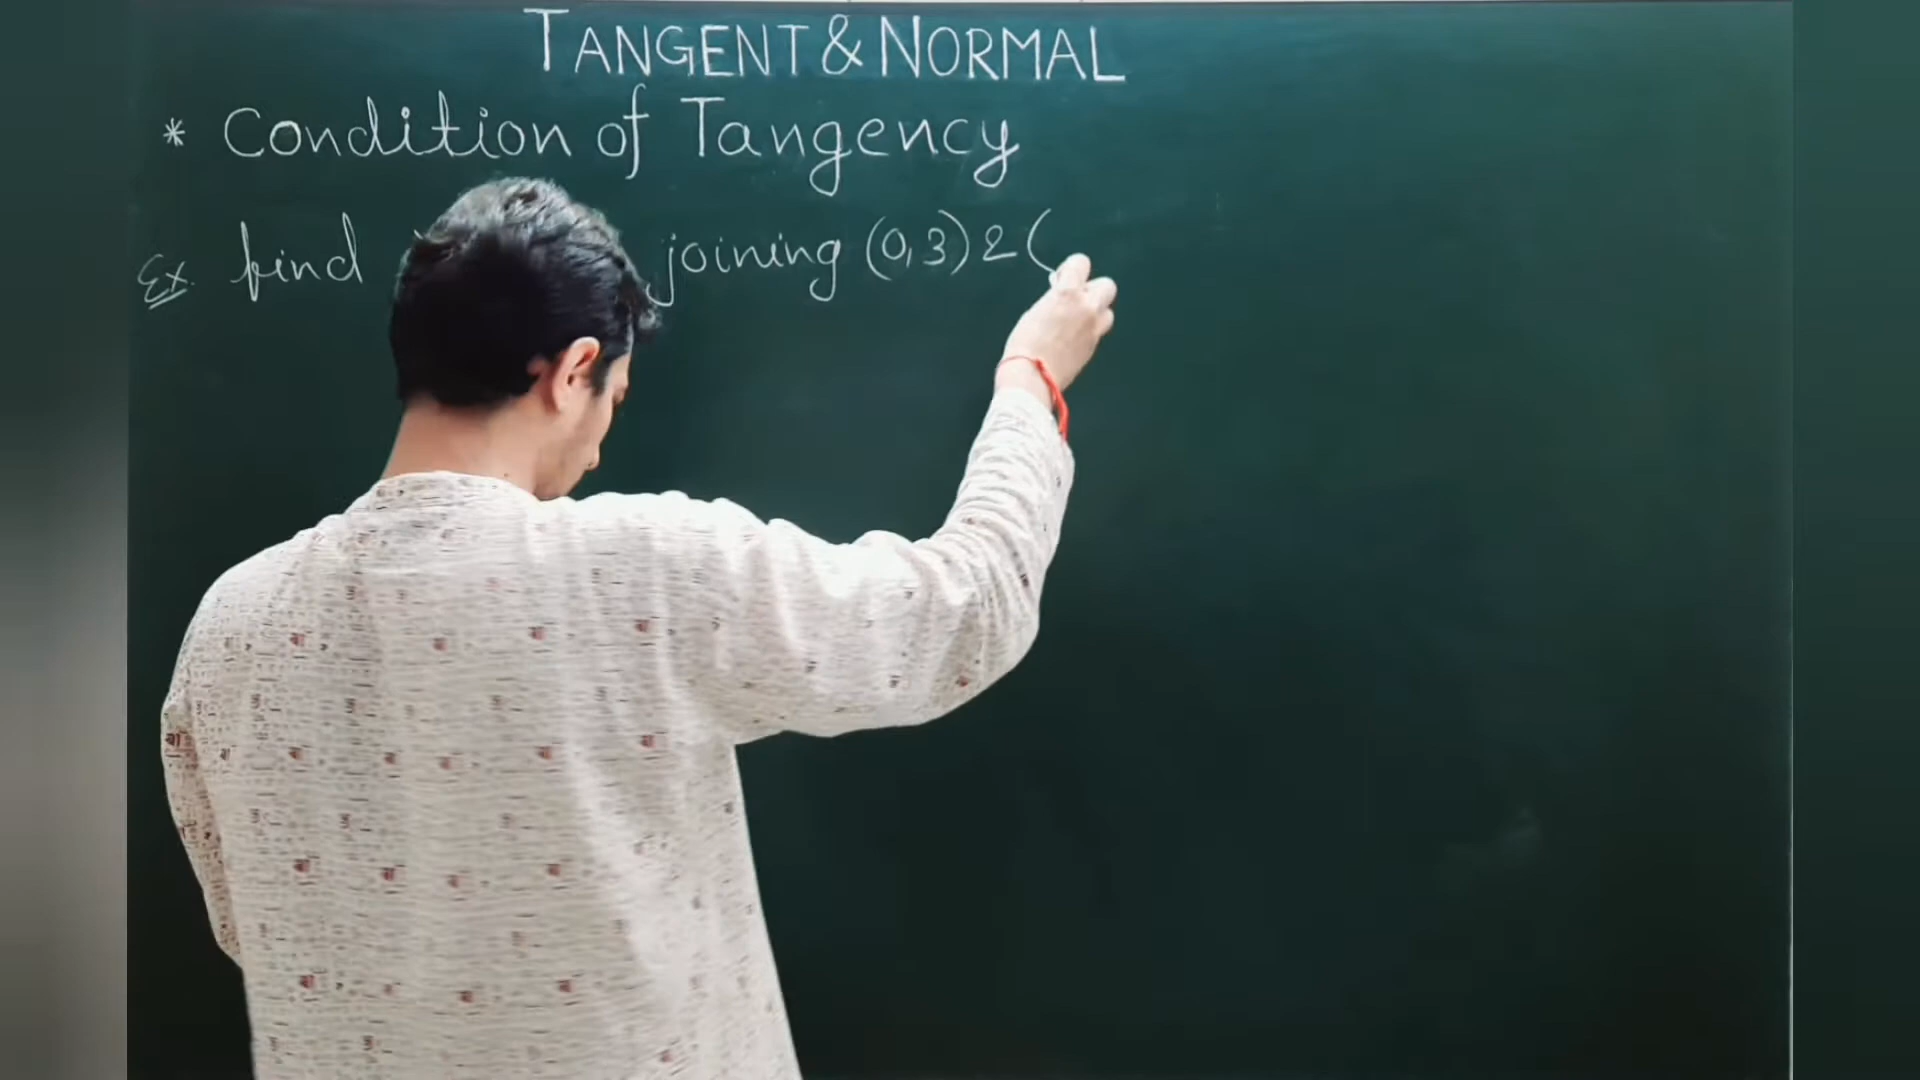 TANGENT & NORMAL
* Condition of Tangency
Ex. find joining (0,3) & (